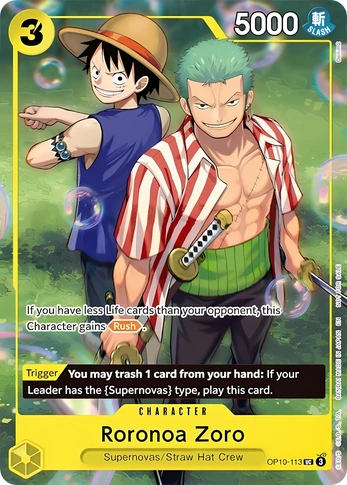 3
5000
斬
SLASH
If you have less Life cards than your opponent, this
Character gains Rush.
Trigger You may trash 1 card from your hand: If your
Leader has the {Supernovas} type, play this card.
CHARACTER
Roronoa Zoro
Supernovas/Straw Hat Crew
OP10-113 UC 3